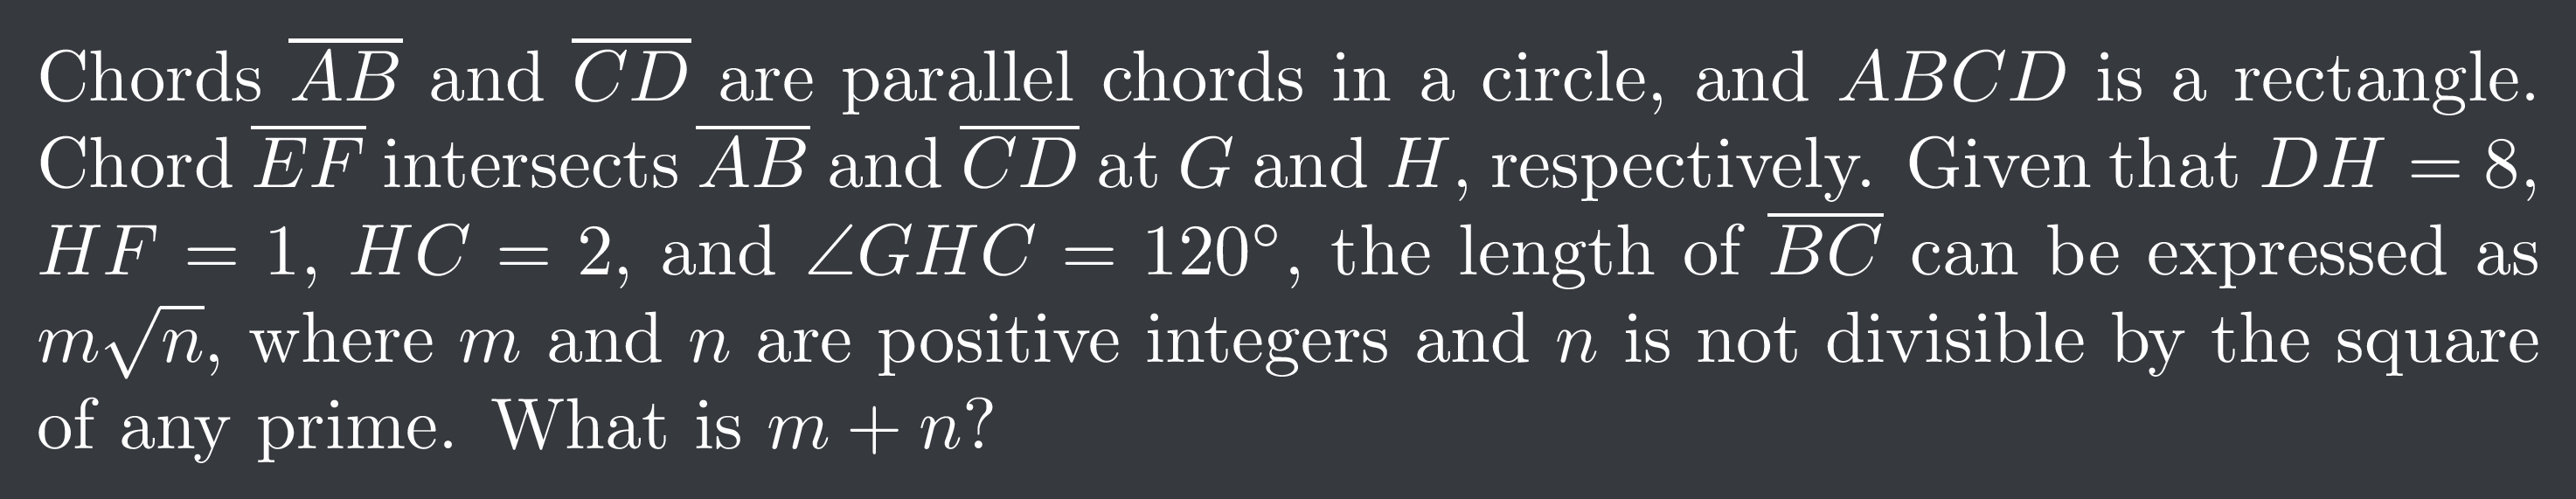 Chords $\overline{AB}$ and $\overline{CD}$ are parallel chords in a circle, and $ABCD$ is a rectangle.
Chord $\overline{EF}$ intersects $\overline{AB}$ and $\overline{CD}$ at $G$ and $H$, respectively. Given that $DH = 8$,
$HF = 1$, $HC = 2$, and $\angle GHC = 120^\circ$, the length of $\overline{BC}$ can be expressed as
$m\sqrt{n}$, where $m$ and $n$ are positive integers and $n$ is not divisible by the square
of any prime. What is $m + n$?